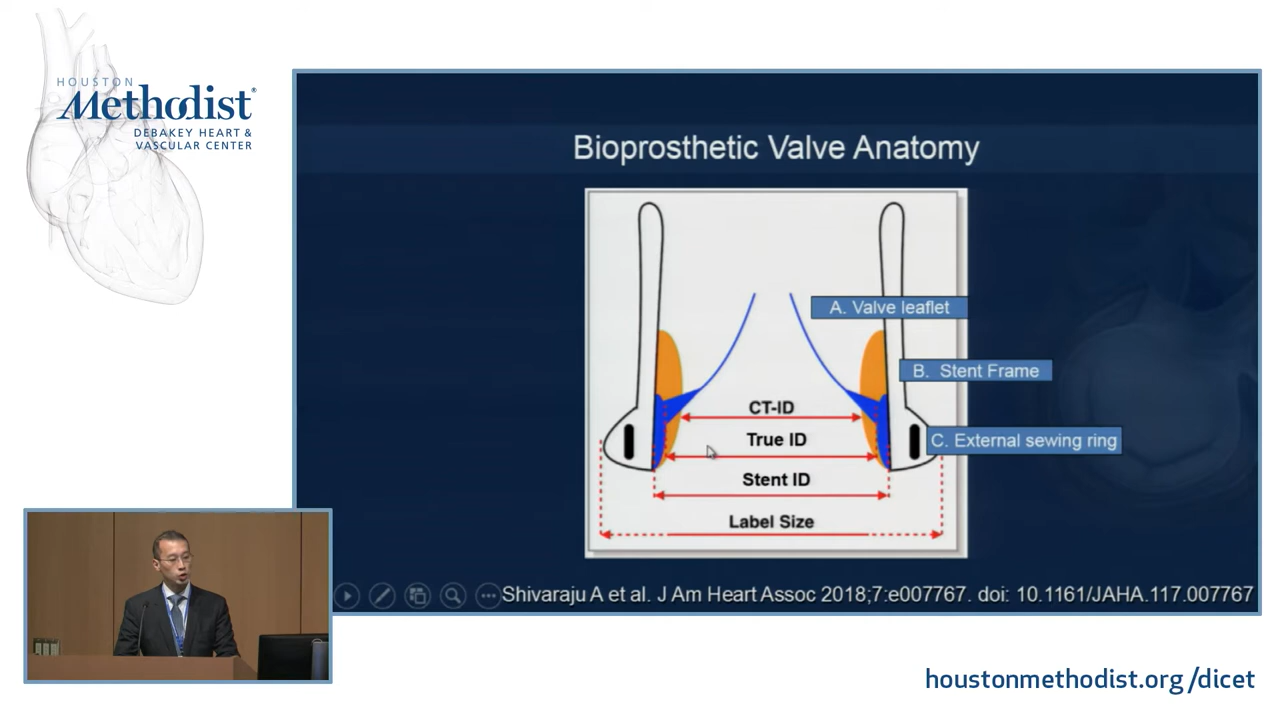 HOUSTON
Methodist®
DEBAKEY HEART &
VASCULAR CENTER
Bioprosthetic Valve Anatomy
A. Valve leaflet
B. Stent Frame
CT-ID
True ID
C. External sewing ring
Stent ID
Label Size
Shivaraju A et al. J Am Heart Assoc 2018;7:e007767. doi: 10.1161/JAHA.117.007767
houstonmethodist.org/dicet